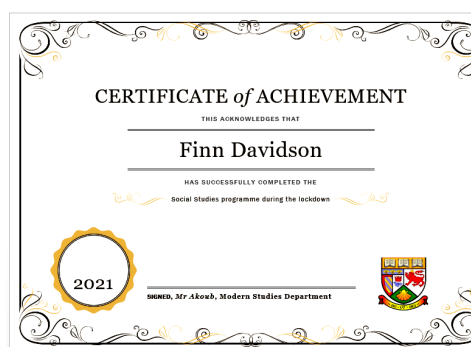 CERTIFICATE of ACHIEVEMENT
THIS ACKNOWLEDGES THAT
Finn Davidson
HAS SUCCESSFULLY COMPLETED THE
Social Studies programme during the lockdown
2021
SIGNED, Mr Akoub, Modern Studies Department